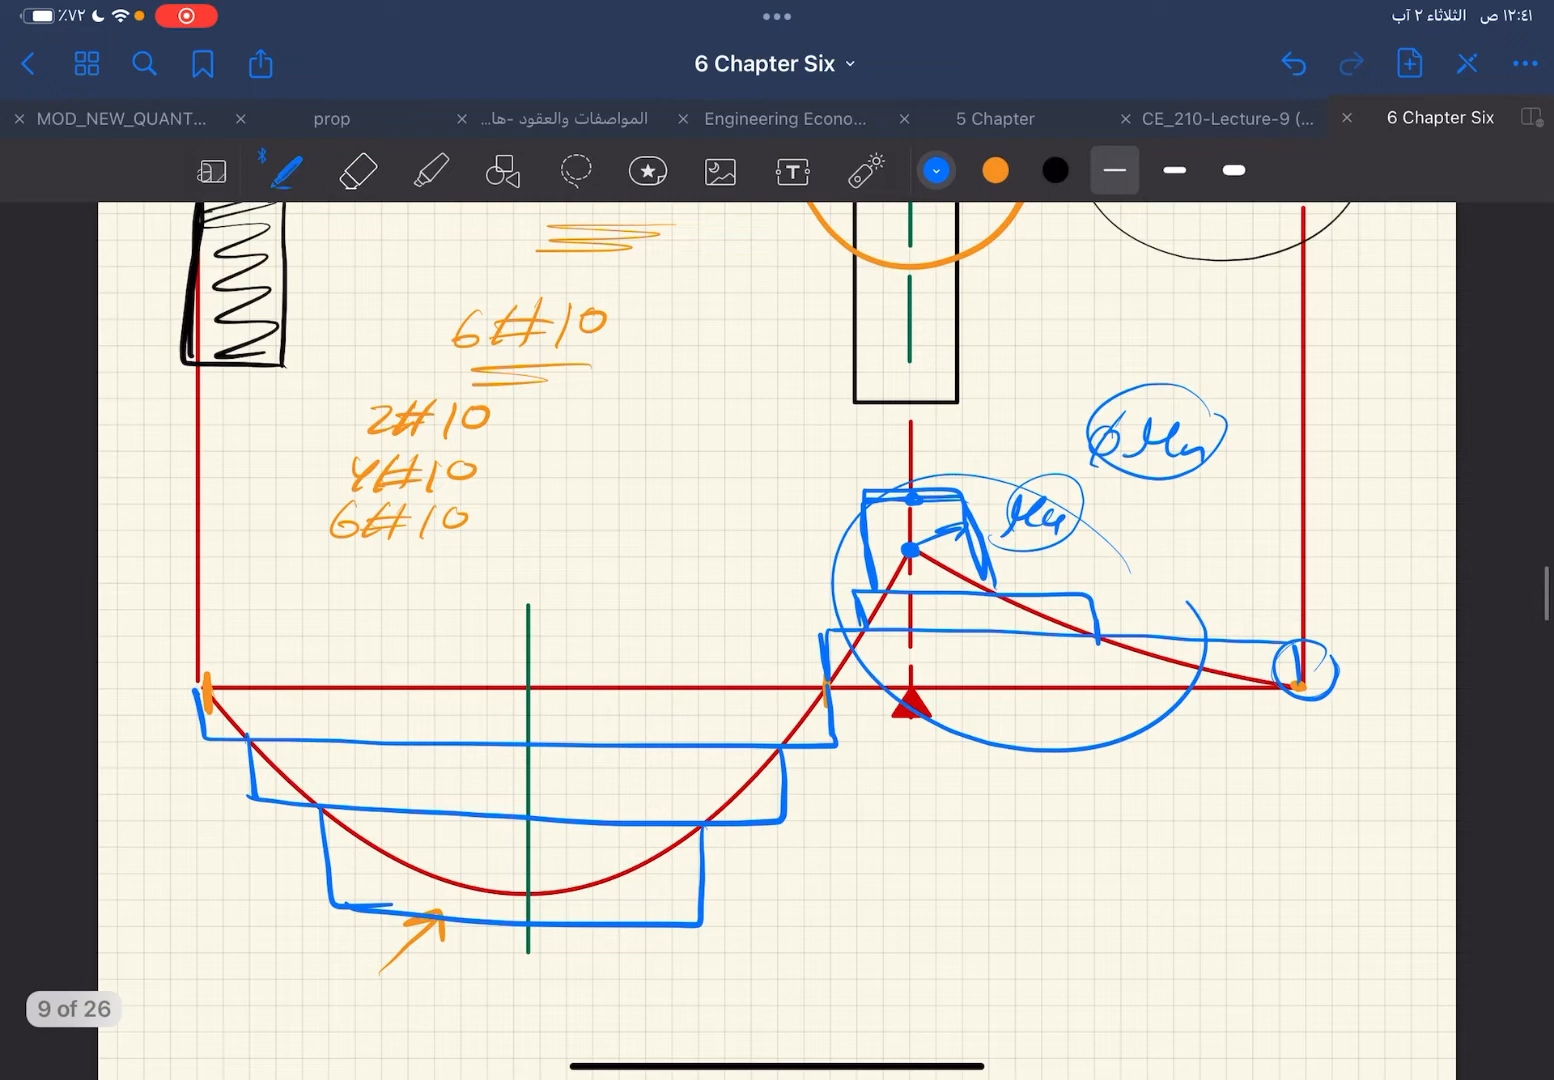 ٪٧٢
١٢:٤١ ص الثلاثاء ٢ آب
6 Chapter Six
MOD_NEW_QUANT...
prop
المواصفات والعقود -ها...
Engineering Econo...
5 Chapter
CE_210-Lecture-9 (...
6 Chapter Six
T
6#10
2#10
4#10
6#10
ϕMn
Mu
9 of 26